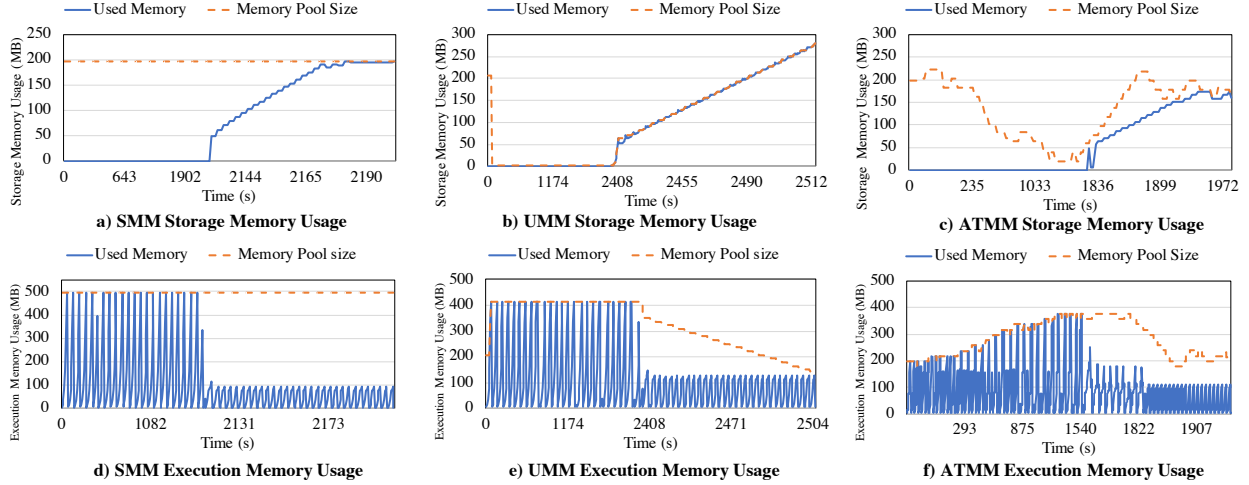 Used Memory Memory Pool Size
Storage Memory Usage (MB)
200
150
100
50
0
250
0 643 1902 2144 2165 2190
Time (s)
a) SMM Storage Memory Usage
Used Memory Memory Pool Size
Storage Memory Usage (MB)
300
250
200
150
100
50
0
0 1174 2408 2455 2490 2512
Time (s)
b) UMM Storage Memory Usage
Used Memory Memory Pool Size
Storage Memory Usage (MB)
300
250
200
150
100
50
0
0 235 1033 1836 1899 1972
Time (s)
c) ATMM Storage Memory Usage
Used Memory Memory Pool size
Execution Memory Usage (MB)
500
400
300
200
100
0
0 1082 2131 2173
Time (s)
d) SMM Execution Memory Usage
Used Memory Memory Pool size
Execution Memory Usage (MB)
500
400
300
200
100
0
0 1174 2408 2471 2504
Time (s)
e) UMM Execution Memory Usage
Used Memory Memory Pool Size
Execution Memory Usage (MB)
500
400
300
200
100
0
293 875 1540 1822 1907
Time (s)
f) ATMM Execution Memory Usage